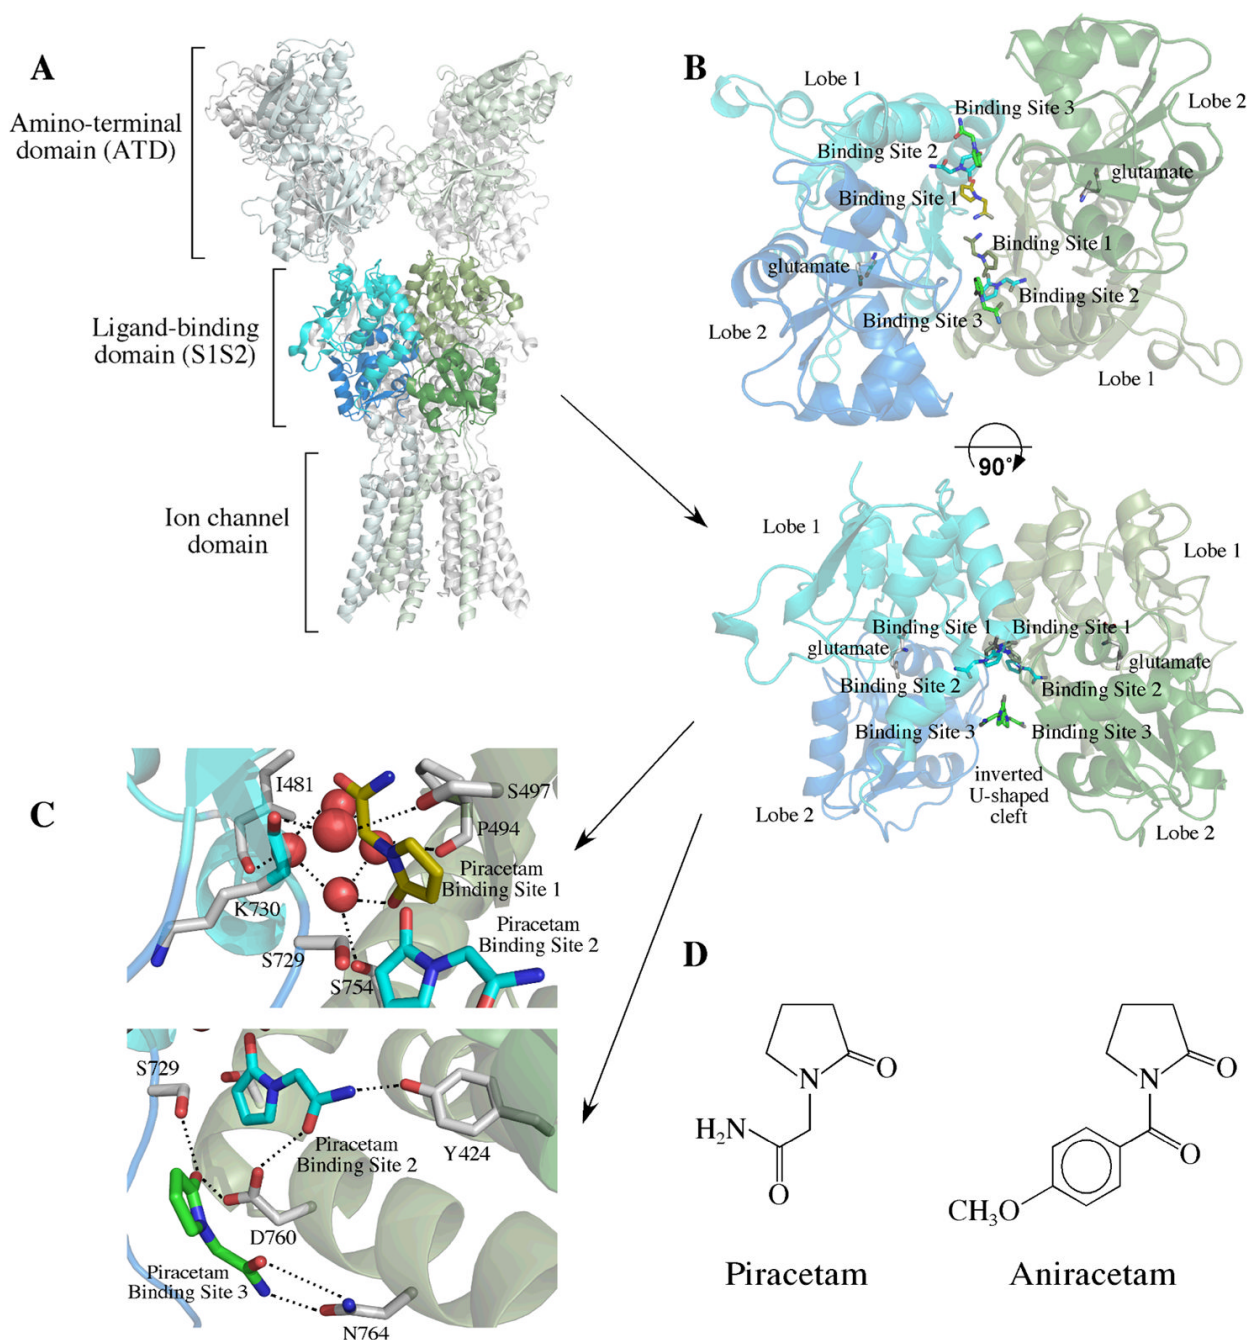 A
Amino-terminal
domain (ATD)
Ligand-binding
domain (S1S2)
Ion channel
domain
B
Lobe 1
Binding Site 3
Lobe 2
Binding Site 2
glutamate
Binding Site 1
Binding Site 1
glutamate
Binding Site 2
Lobe 2
Binding Site 3
Lobe 1
90°
Lobe 1
Lobe 1
Binding Site 1
Binding Site 1
glutamate
glutamate
Binding Site 2
Binding Site 2
Binding Site 3
Binding Site 3
inverted
U-shaped
cleft
Lobe 2
Lobe 2
C
I481
S497
P494
Piracetam
Binding Site 1
K730
Piracetam
Binding Site 2
S729
S754
S729
Piracetam
Binding Site 2
Y424
D760
Piracetam
Binding Site 3
N764
D
N
O
H₂N
O
Piracetam
N
O
O
CH₃O
Aniracetam